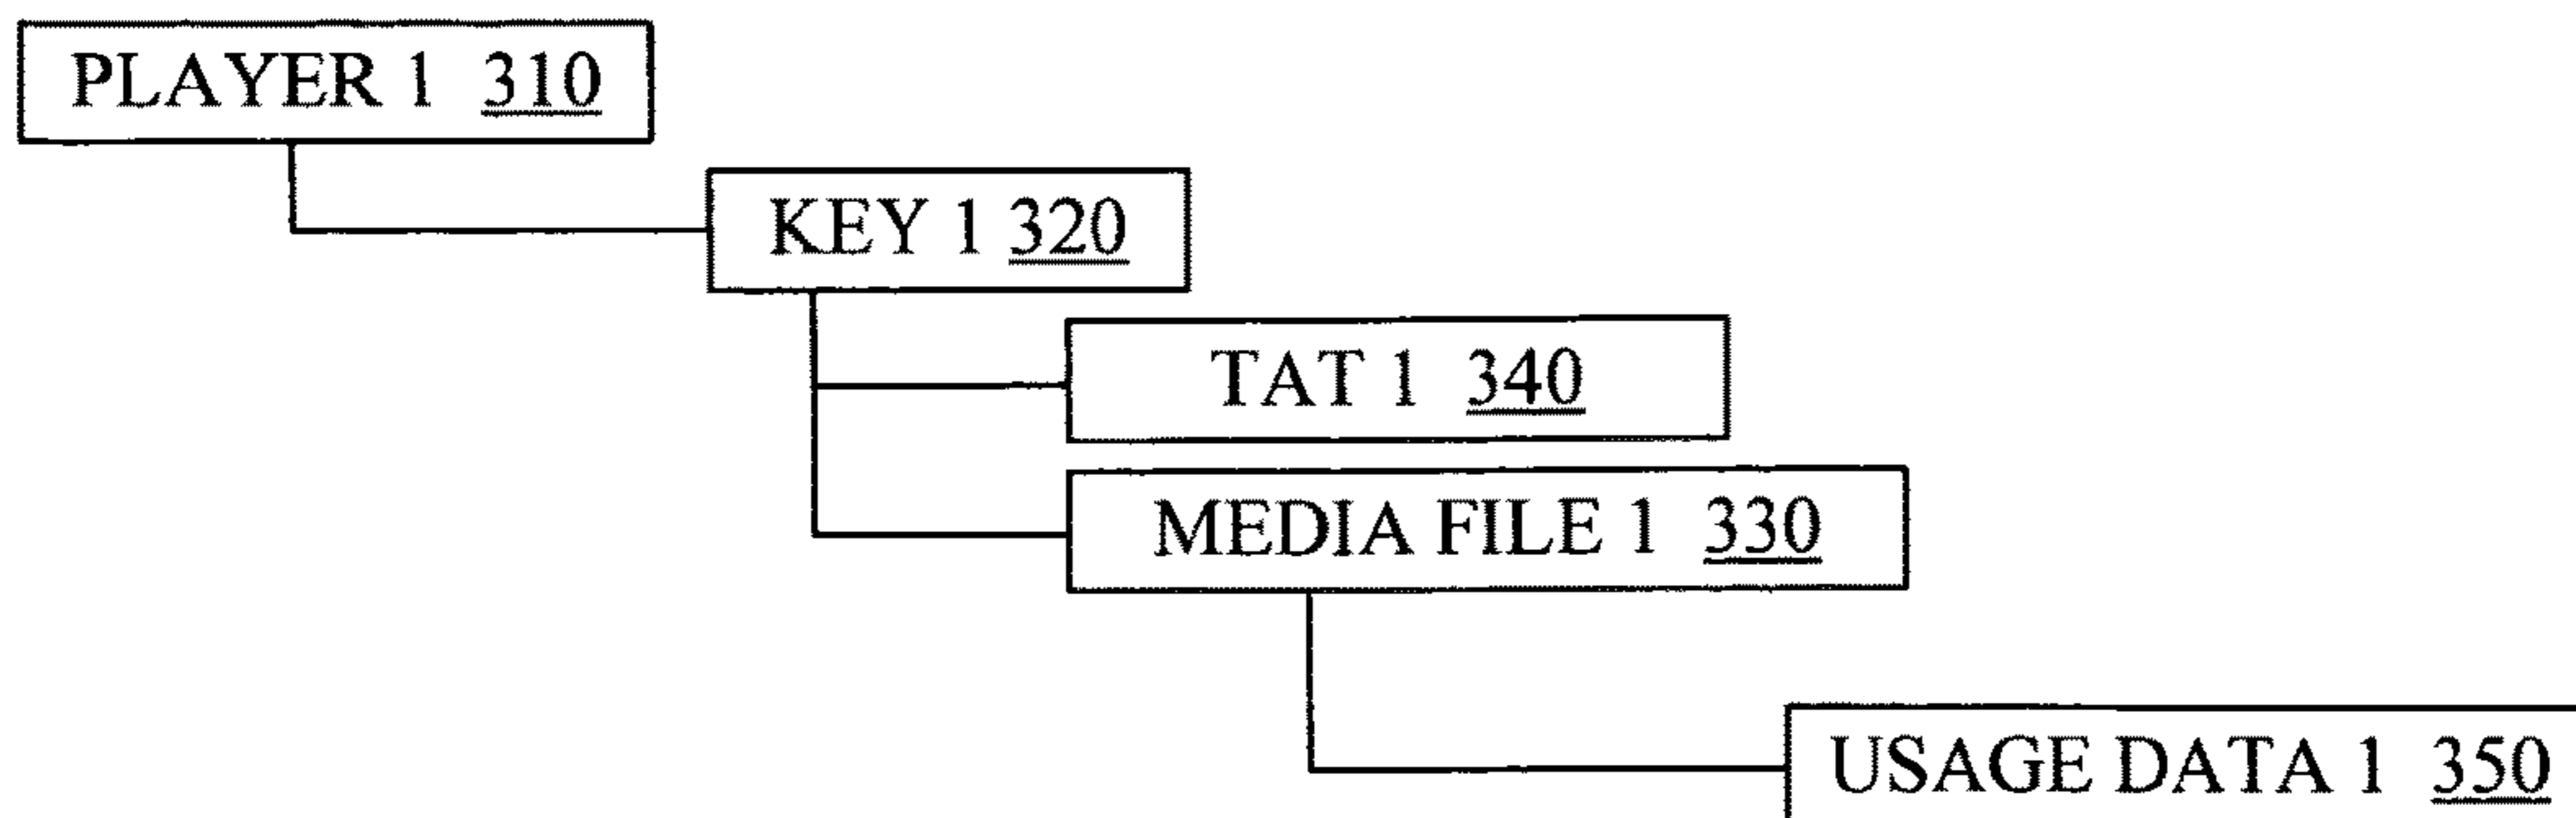 PLAYER 1 310
KEY 1 320
TAT 1 340
MEDIA FILE 1 330
USAGE DATA 1 350